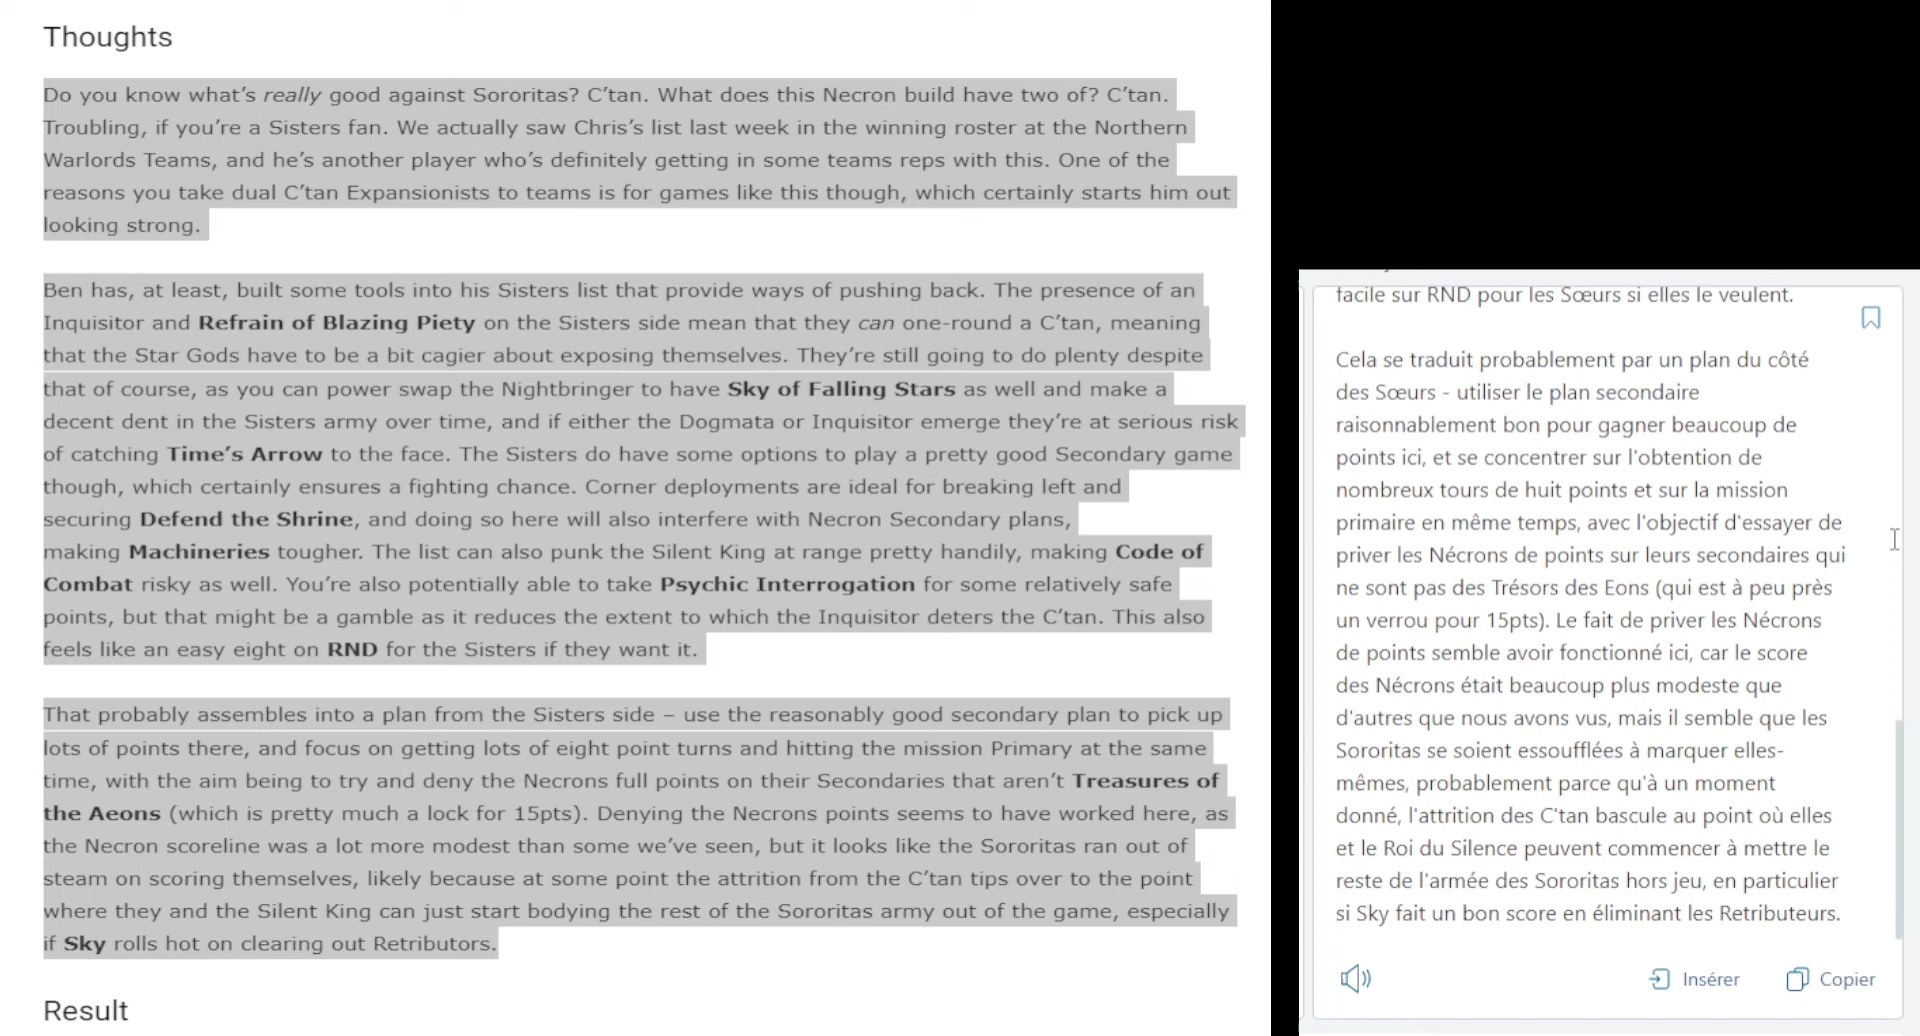 Thoughts
Do you know what’s really good against Sororitas? C’tan. What does this Necron build have two of? C’tan.
Troubling, if you’re a Sisters fan. We actually saw Chris’s list last week in the winning roster at the Northern
Warlords Teams, and he’s another player who’s definitely getting in some teams reps with this. One of the
reasons you take dual C’tan Expansionists to teams is for games like this though, which certainly starts him out
looking strong.
Ben has, at least, built some tools into his Sisters list that provide ways of pushing back. The presence of an
Inquisitor and Refrain of Blazing Piety on the Sisters side mean that they can one-round a C’tan, meaning
that the Star Gods have to be a bit cagier about exposing themselves. They’re still going to do plenty despite
that of course, as you can power swap the Nightbringer to have Sky of Falling Stars as well and make a
decent dent in the Sisters army over time, and if either the Dogmata or Inquisitor emerge they’re at serious risk
of catching Time’s Arrow to the face. The Sisters do have some options to play a pretty good Secondary game
though, which certainly ensures a fighting chance. Corner deployments are ideal for breaking left and
securing Defend the Shrine, and doing so here will also interfere with Necron Secondary plans,
making Machineries tougher. The list can also punk the Silent King at range pretty handily, making Code of
Combat risky as well. You’re also potentially able to take Psychic Interrogation for some relatively safe
points, but that might be a gamble as it reduces the extent to which the Inquisitor deters the C’tan. This also
feels like an easy eight on RND for the Sisters if they want it.
That probably assembles into a plan from the Sisters side – use the reasonably good secondary plan to pick up
lots of points there, and focus on getting lots of eight point turns and hitting the mission Primary at the same
time, with the aim being to try and deny the Necrons full points on their Secondaries that aren’t Treasures of
the Aeons (which is pretty much a lock for 15pts). Denying the Necrons points seems to have worked here, as
the Necron scoreline was a lot more modest than some we’ve seen, but it looks like the Sororitas ran out of
steam on scoring themselves, likely because at some point the attrition from the C’tan tips over to the point
where they and the Silent King can just start bodying the rest of the Sororitas army out of the game, especially
if Sky rolls hot on clearing out Retributors.
Result
facile sur RND pour les Sœurs si elles le veulent.
Cela se traduit probablement par un plan du côté
des Sœurs - utiliser le plan secondaire
raisonnablement bon pour gagner beaucoup de
points ici, et se concentrer sur l'obtention de
nombreux tours de huit points et sur la mission
primaire en même temps, avec l'objectif d'essayer de
priver les Nécrons de points sur leurs secondaires qui
ne sont pas des Trésors des Eons (qui est à peu près
un verrou pour 15pts). Le fait de priver les Nécrons
de points semble avoir fonctionné ici, car le score
des Nécrons était beaucoup plus modeste que
d'autres que nous avons vus, mais il semble que les
Sororitas se soient essoufflées à marquer elles-
mêmes, probablement parce qu'à un moment
donné, l'attrition des C'tan bascule au point où elles
et le Roi du Silence peuvent commencer à mettre le
reste de l'armée des Sororitas hors jeu, en particulier
si Sky fait un bon score en éliminant les Retributeurs.
Insérer
Copier